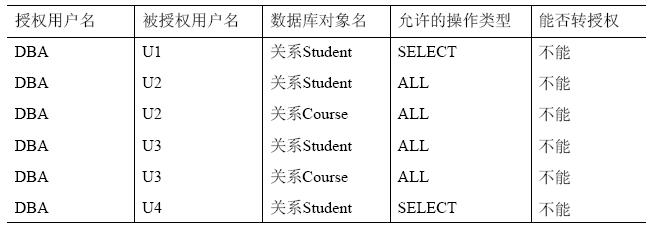 授权用户名 被授权用户名 数据库对象名 允许的操作类型 能否转授权
DBA U1 关系Student SELECT 不能
DBA U2 关系Student ALL 不能
DBA U2 关系Course ALL 不能
DBA U3 关系Student ALL 不能
DBA U3 关系Course ALL 不能
DBA U4 关系Student SELECT 不能